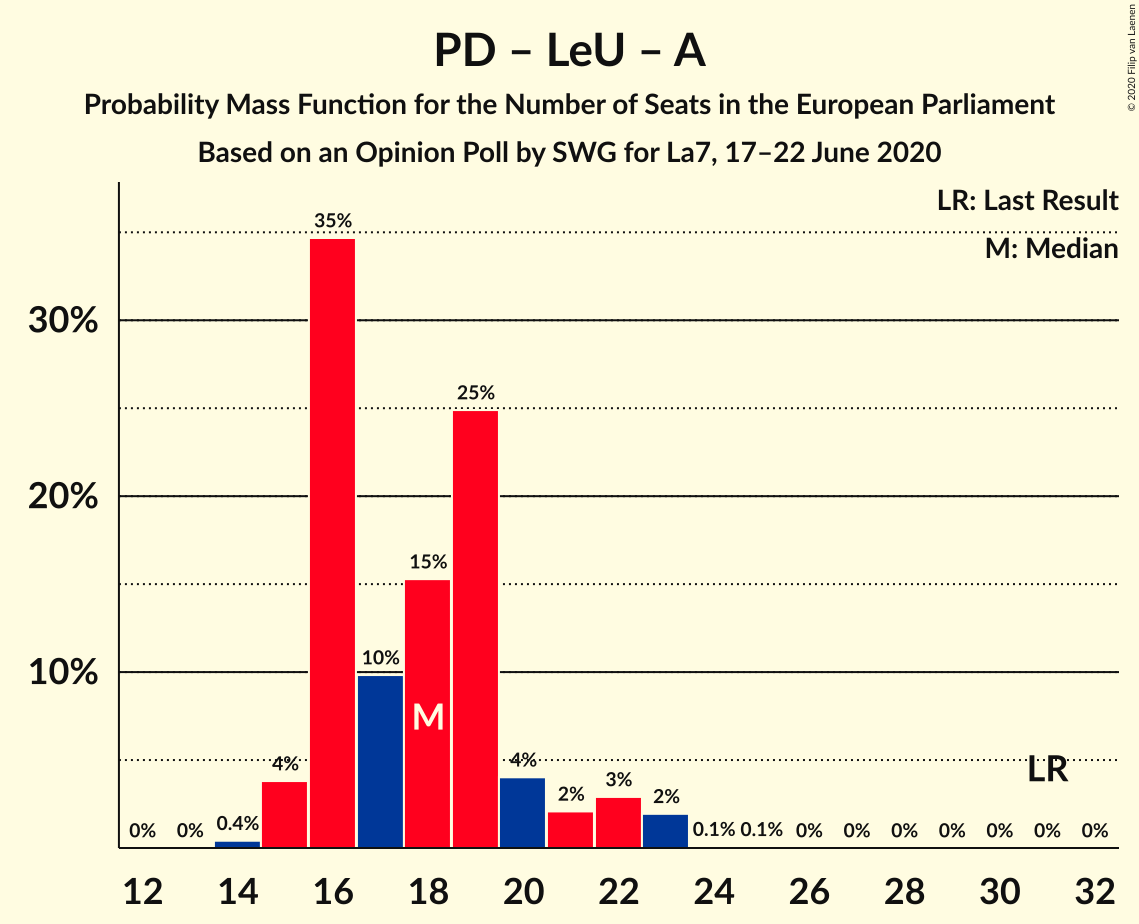 PD – LeU – A
Probability Mass Function for the Number of Seats in the European Parliament
Based on an Opinion Poll by SWG for La7, 17–22 June 2020
© 2020 Filip van Laenen
LR: Last Result
M: Median
35%
30%
25%
20%
15%
10%
10%
M
LR
4%
4%
3%
2%
2%
0% 0% 0.4% 0.1% 0.1% 0% 0% 0% 0% 0% 0% 0%
12 14 16 18 20 22 24 26 28 30 32